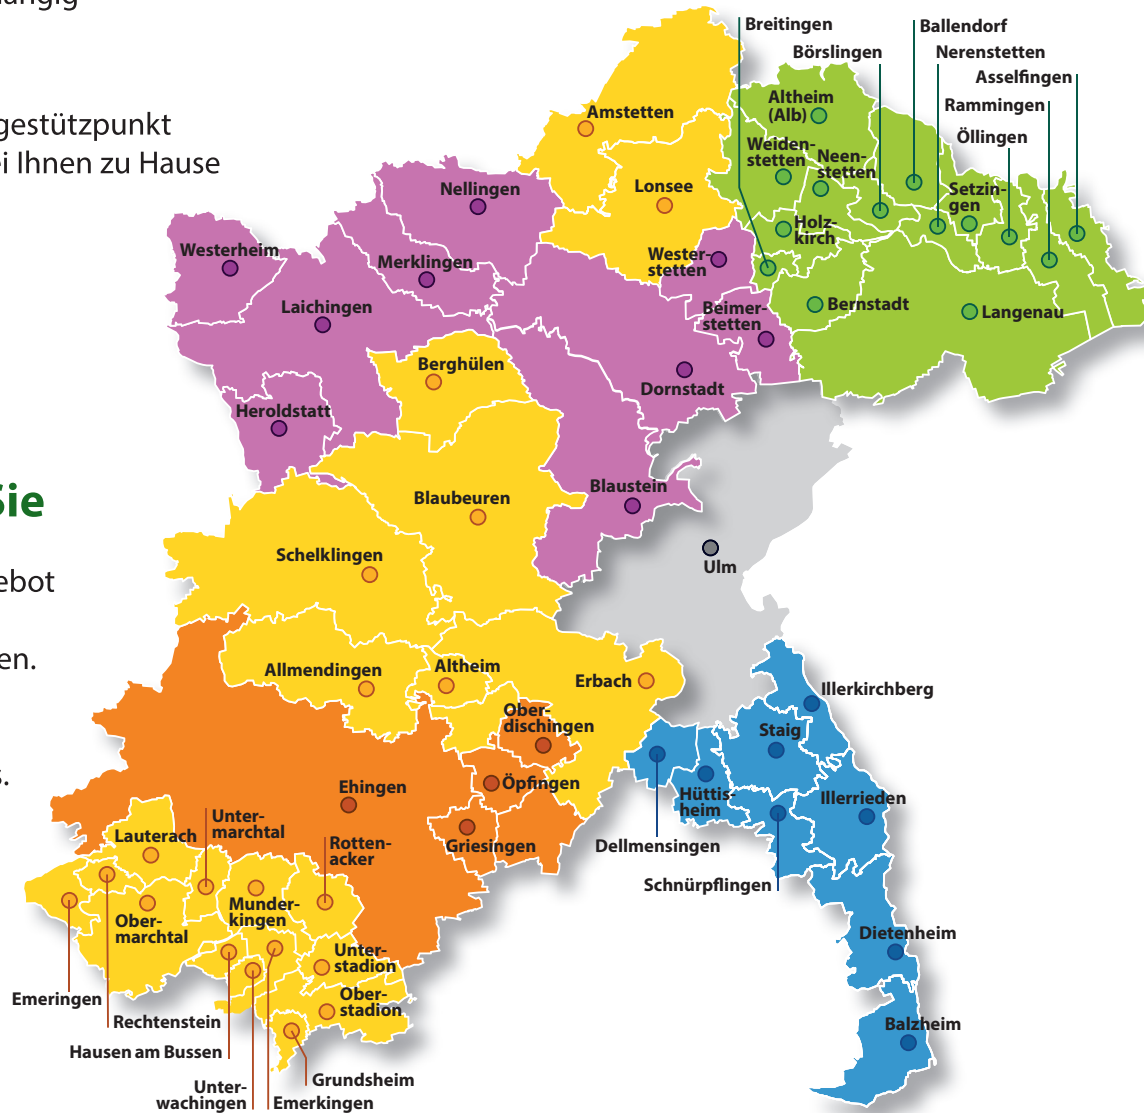 ängig
gestützpunkt
ei Ihnen zu Hause
Sie
ebot
en.
s.
Breitingen
Ballendorf
Börslingen
Nerenstetten
Asselfingen
Rammingen
Öllingen
Altheim
(Alb)
Amstetten
Weiden-
stetten
Neen-
stetten
Setzin-
gen
Nellingen
Lonsee
Holz-
kirch
Westerheim
Merklingen
Wester-
stetten
Laichingen
Beimer-
stetten
Bernstadt
Langenau
Berghülen
Dornstadt
Heroldstatt
Blaubeuren
Blaustein
Schelklingen
Ulm
Allmendingen
Altheim
Erbach
Illerkirchberg
Ober-
dischingen
Staig
Ehingen
Öpfingen
Hüttis-
heim
Illerrieden
Lauterach
Unter-
marchtal
Rotten-
acker
Griesingen
Dellmensingen
Schnürpflingen
Munder-
kingen
Ober-
marchtal
Unter-
stadion
Dietenheim
Ober-
stadion
Emeringen
Rechtenstein
Balzheim
Hausen am Bussen
Grundsheim
Unter-
wachingen
Emerkingen